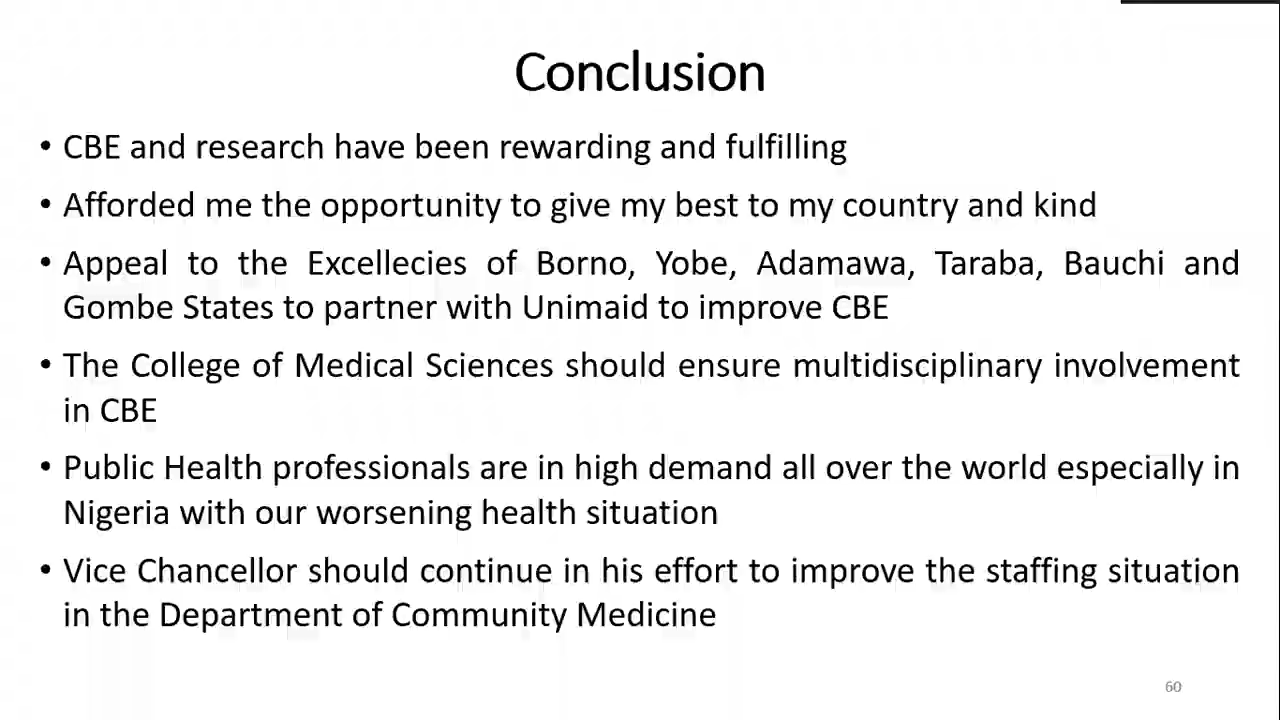 Conclusion
• CBE and research have been rewarding and fulfilling
• Afforded me the opportunity to give my best to my country and kind
• Appeal to the Excellecies of Borno, Yobe, Adamawa, Taraba, Bauchi and
Gombe States to partner with Unimaid to improve CBE
• The College of Medical Sciences should ensure multidisciplinary involvement
in CBE
• Public Health professionals are in high demand all over the world especially in
Nigeria with our worsening health situation
• Vice Chancellor should continue in his effort to improve the staffing situation
in the Department of Community Medicine
60